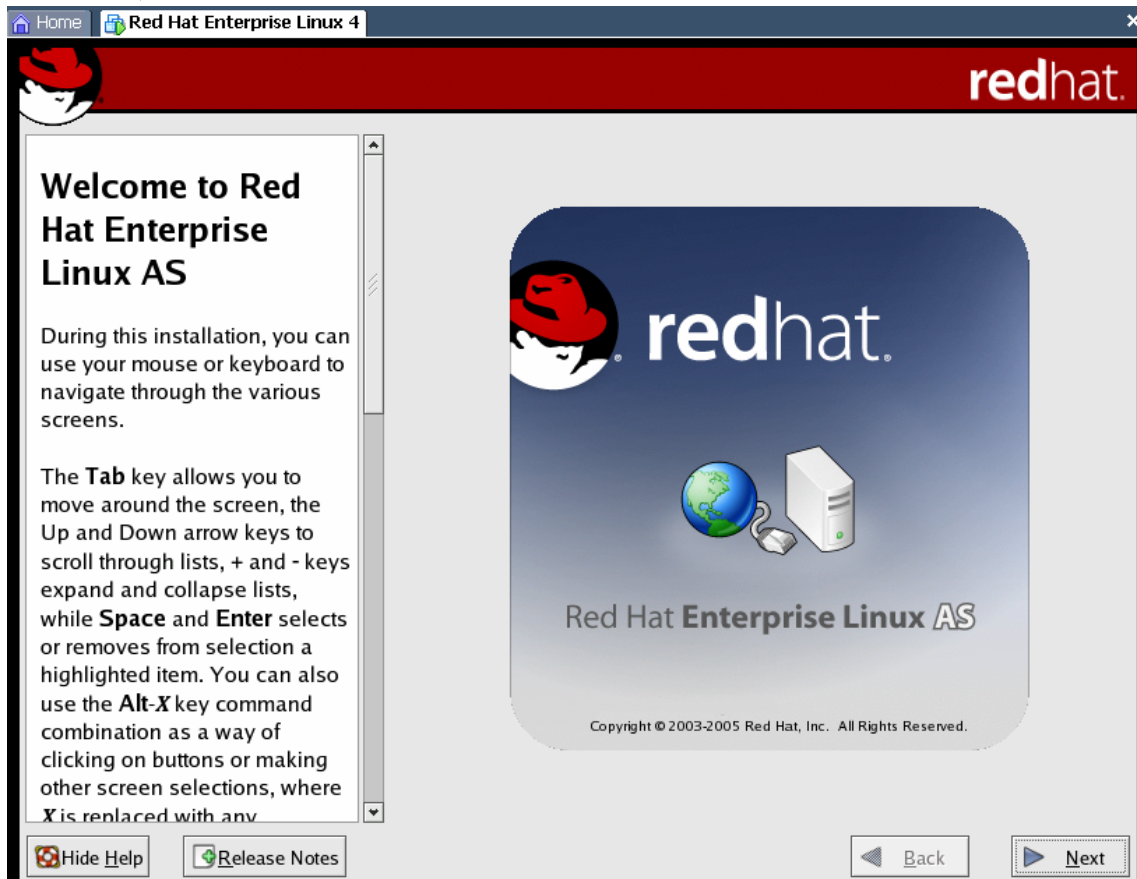 Home
Red Hat Enterprise Linux 4
redhat.
Welcome to Red
Hat Enterprise
Linux AS
During this installation, you can
use your mouse or keyboard to
navigate through the various
screens.
The Tab key allows you to
move around the screen, the
Up and Down arrow keys to
scroll through lists, + and - keys
expand and collapse lists,
while Space and Enter selects
or removes from selection a
highlighted item. You can also
use the Alt-X key command
combination as a way of
clicking on buttons or making
other screen selections, where
X is replaced with any
redhat.
Red Hat Enterprise Linux AS
Copyright © 2003-2005 Red Hat, Inc. All Rights Reserved.
Hide Help
Release Notes
Back
Next